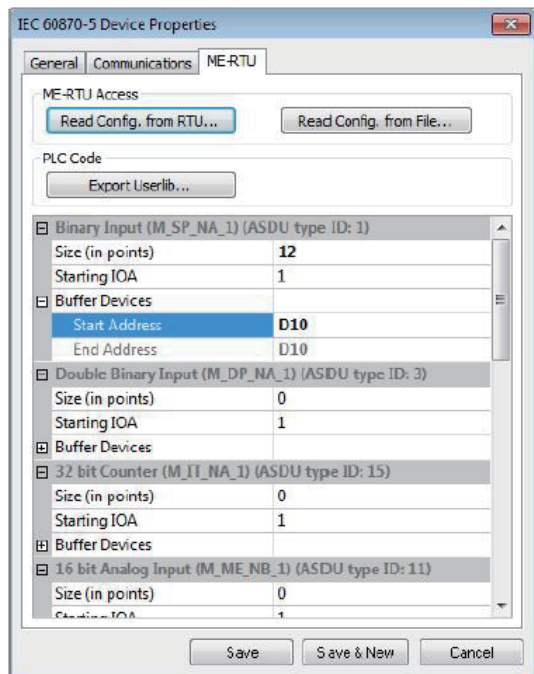 IEC 60870-5 Device Properties
General Communications ME-RTU
ME-RTU Access
Read Config. from RTU... Read Config. from File...
PLC Code
Export Userlib...
Binary Input (M_SP_NA_1) (ASDU type ID: 1)
Size (in points) 12
Starting IOA 1
Buffer Devices
Start Address D10
End Address D10
Double Binary Input (M_DP_NA_1) (ASDU type ID: 3)
Size (in points) 0
Starting IOA 1
Buffer Devices
32 bit Counter (M_IT_NA_1) (ASDU type ID: 15)
Size (in points) 0
Starting IOA 1
Buffer Devices
16 bit Analog Input (M_ME_NB_1) (ASDU type ID: 11)
Size (in points) 0
Starting IOA 1
Save Save & New Cancel